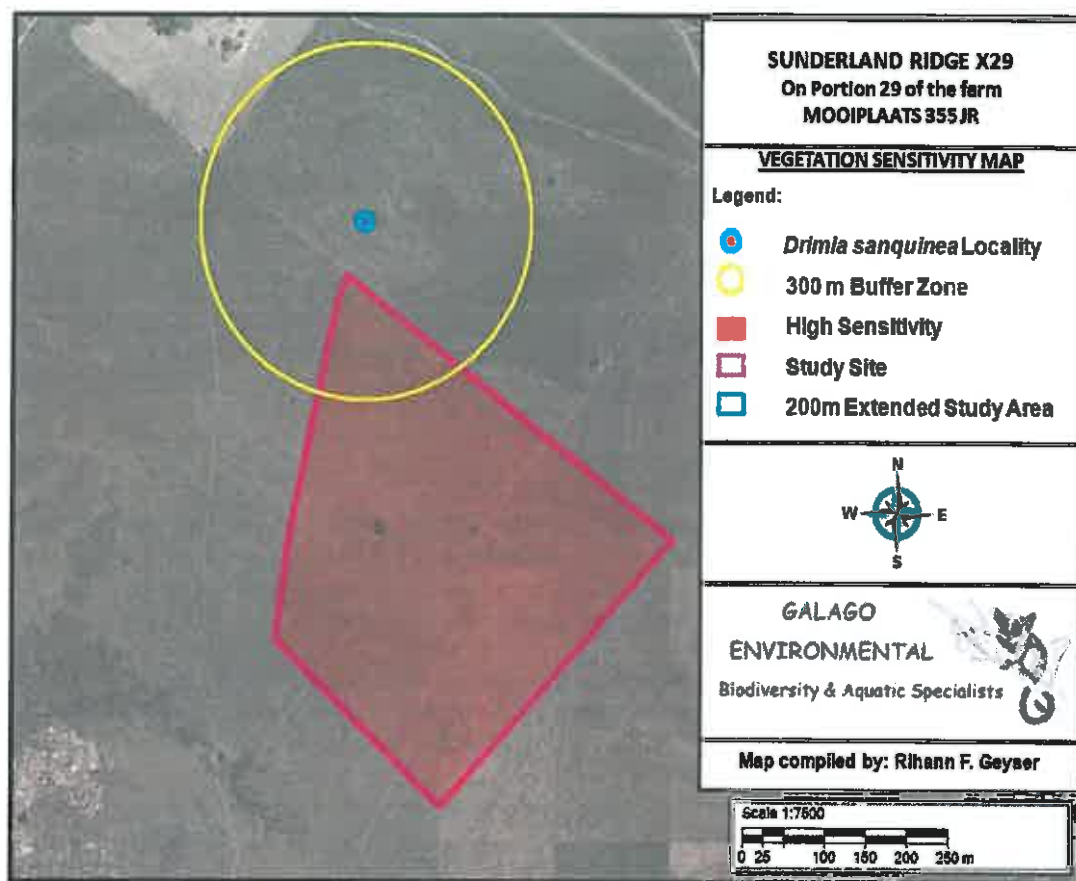 SUNDERLAND RIDGE X29
On Portion 29 of the farm
MOOIPLAATS 355 JR
VEGETATION SENSITIVITY MAP
Legend:
Drimia sanquinea Locality
300 m Buffer Zone
High Sensitivity
Study Site
200m Extended Study Area
N
W E
S
GALAGO
ENVIRONMENTAL
Biodiversity & Aquatic Specialists
Map compiled by: Rihann F. Geyser
Scale 1:7500
0 25 100 150 200 250 m